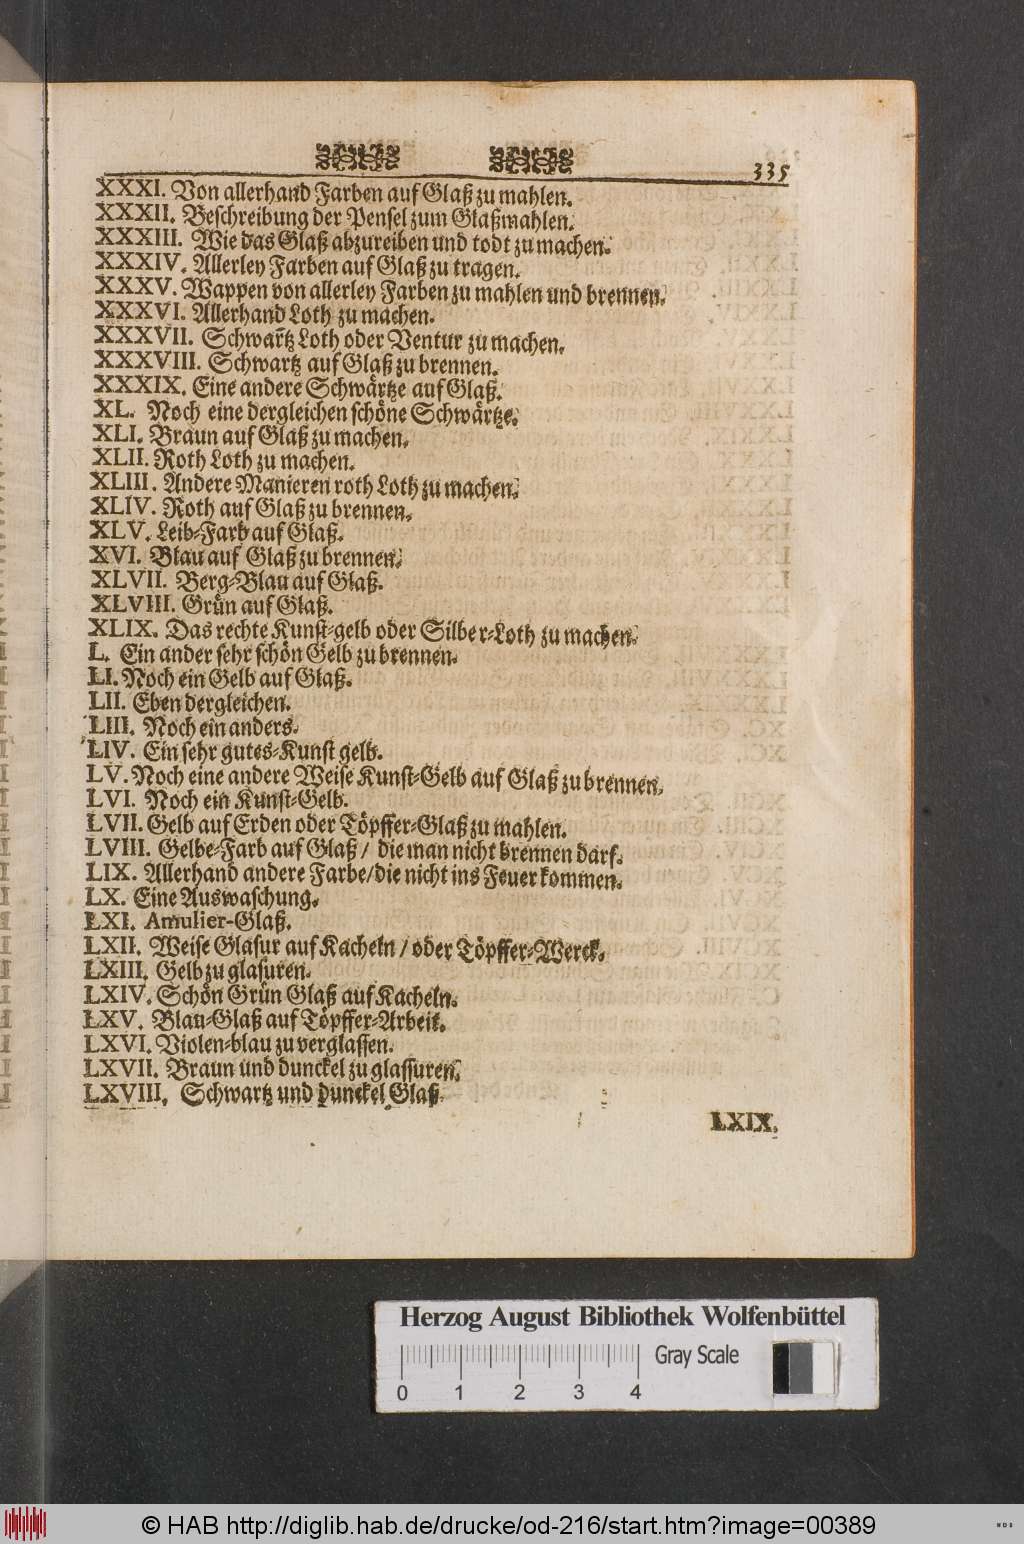 335
XXXI. Von allerhand Farben auf Glaß zu mahlen.
XXXII. Beschreibung der Pensel zum Glaßmahlen.
XXXIII. Wie das Glaß abzureiben und todt zu machen.
XXXIV. Allerley Farben auf Glaß zu tragen.
XXXV. Wappen von allerley Farben zu mahlen und brennen.
XXXVI. Allerhand Loth zu machen.
XXXVII. Schwartz Loth oder Ventur zu machen.
XXXVIII. Schwartz auf Glaß zu brennen.
XXXIX. Eine andere Schwärtze auf Glaß.
XL. Noch eine dergleichen schöne Schwärtze.
XLI. Braun auf Glaß zu machen.
XLII. Roth Loth zu machen.
XLIII. Andere Manieren roth Loth zu machen.
XLIV. Roth auf Glaß zu brennen.
XLV. Leib-Farb auf Glaß.
XVI. Blau auf Glaß zu brennen.
XLVII. Berg-Blau auf Glaß.
XLVIII. Grün auf Glaß.
XLIX. Das rechte Kunst-gelb oder Silber-Loth zu machen.
L. Ein ander sehr schön Gelb zu brennen.
LI. Noch ein Gelb auf Glaß.
LII. Eben dergleichen.
LIII. Noch ein anders.
LIV. Ein sehr gutes-Kunst gelb.
LV. Noch eine andere Weise Kunst-Gelb auf Glaß zu brennen.
LVI. Noch ein Kunst-Gelb.
LVII. Gelb auf Erden oder Töpffer-Glaß zu mahlen.
LVIII. Gelbe-Farb auf Glaß / die man nicht brennen darf.
LIX. Allerhand andere Farbe/die nicht ins Feuer kommen.
LX. Eine Auswaschung.
LXI. Amulier-Glaß.
LXII. Weise Glasur auf Kacheln / oder Töpffer-Werck.
LXIII. Gelb zu glasuren.
LXIV. Schön Grün Glaß auf Kacheln.
LXV. Blau-Glaß auf Töpffer-Arbeit.
LXVI. Violen-blau zu verglassen.
LXVII. Braun und dunckel zu glassuren.
LXVIII. Schwartz und dunckel Glaß.
LXIX.
Herzog August Bibliothek Wolfenbüttel
Gray Scale
0 1 2 3 4
© HAB http://diglib.hab.de/drucke/od-216/start.htm?image=00389